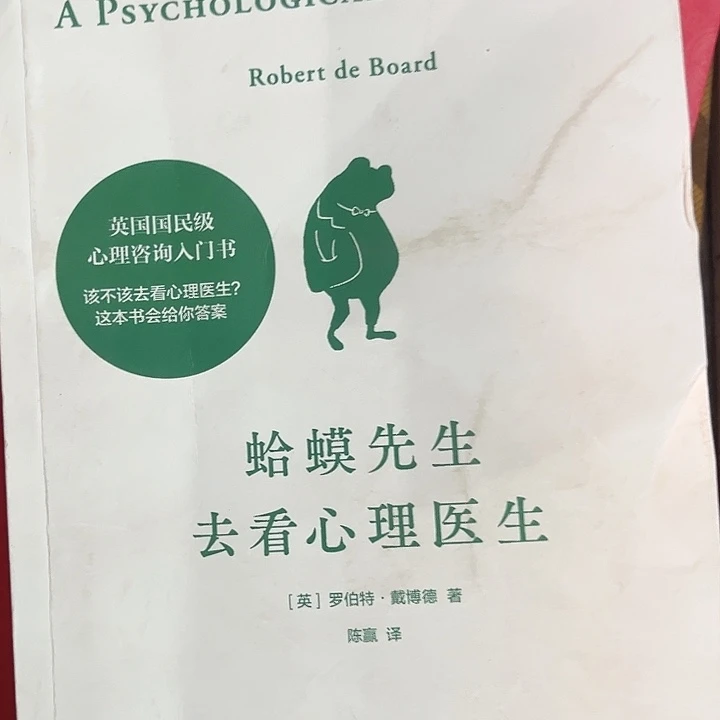 A PSYCHOLOGICAL
Robert de Board
英国国民级
心理咨询入门书
该不该去看心理医生?
这本书会给你答案
蛤蟆先生
去看心理医生
[英] 罗伯特·戴博德 著
陈赢 译